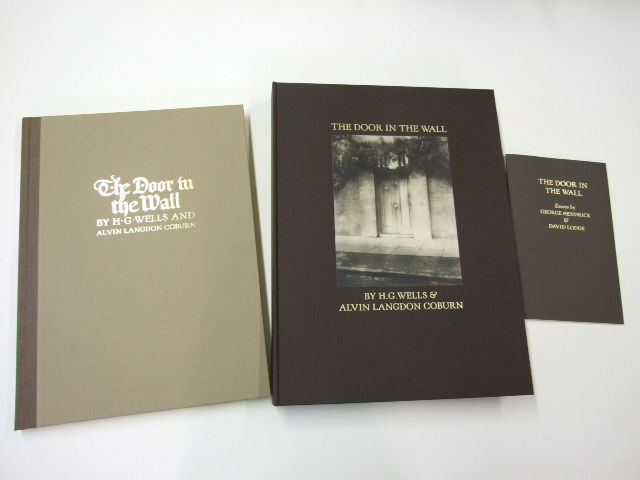 The Door in
the Wall
BY H·G·WELLS AND
ALVIN LANGDON COBURN
THE DOOR IN THE WALL
BY H.G. WELLS &
ALVIN LANGDON COBURN
THE DOOR IN
THE WALL
Essays by
GEORGE HENDRICK
&
DAVID LODGE